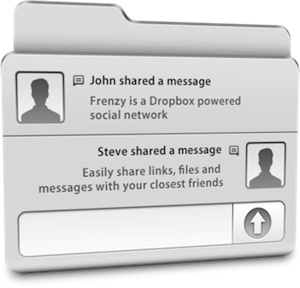 John shared a message
Frenzy is a Dropbox powered
social network
Steve shared a message
Easily share links, files and
messages with your closest friends